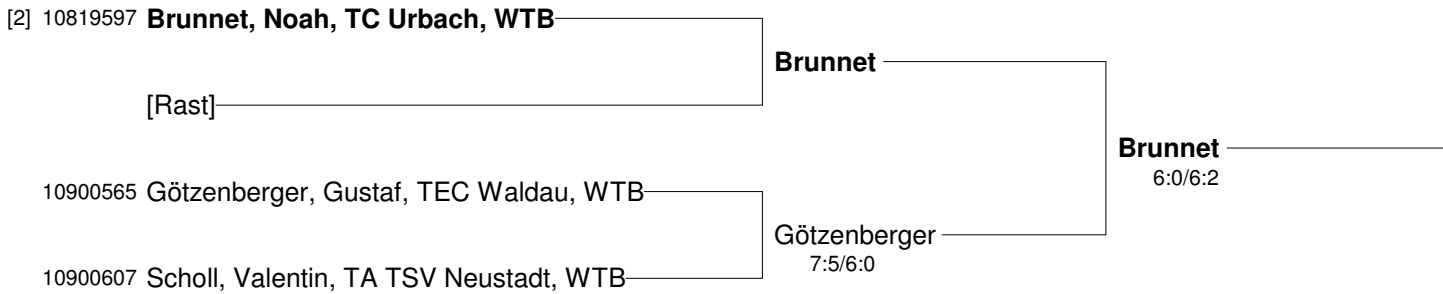 [2] 10819597 Brunnet, Noah, TC Urbach, WTB
Brunnet
[Rast]
Brunnet
6:0/6:2
10900565 Götzenberger, Gustaf, TEC Waldau, WTB
Götzenberger
7:5/6:0
10900607 Scholl, Valentin, TA TSV Neustadt, WTB